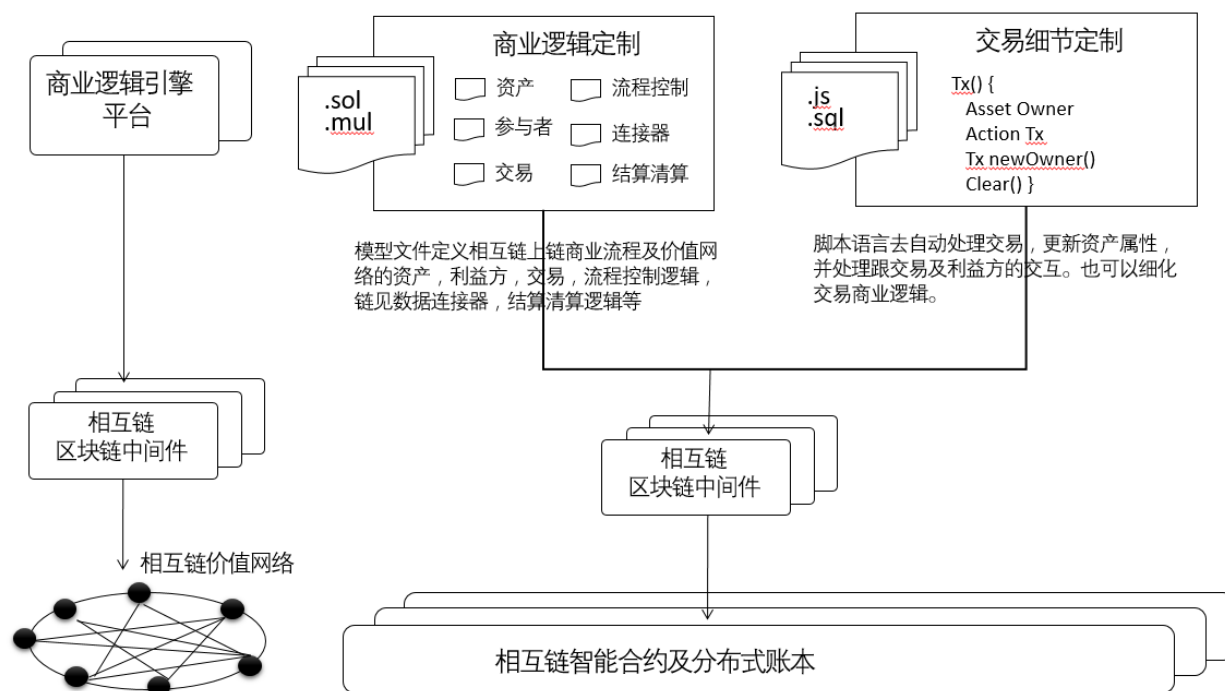 商业逻辑引擎
平台
相互链
区块链中间件
相互链价值网络
商业逻辑定制
.sol
.mul
资产
流程控制
参与者
连接器
交易
结算清算
模型文件定义相互链上链商业流程及价值网
络的资产，利益方，交易，流程控制逻辑，
链见数据连接器，结算清算逻辑等
交易细节定制
.js
.sql
Tx() {
Asset Owner
Action Tx
Tx newOwner()
Clear() }
脚本语言去自动处理交易，更新资产属性，
并处理跟交易及利益方的交互。也可以细化
交易商业逻辑。
相互链
区块链中间件
相互链智能合约及分布式账本